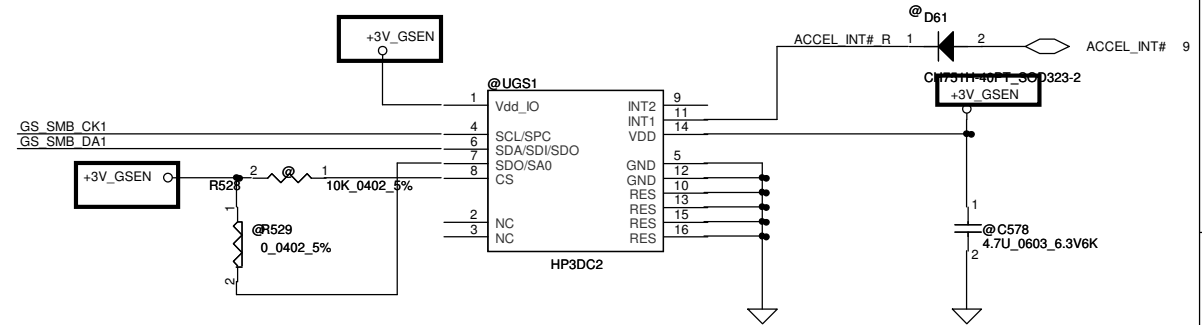 @
D61
+3V_GSEN
ACCEL_INT#_R
1
2
ACCEL_INT#
9
CH751H-40PT_SOD323-2
+3V_GSEN
@UGS1
1
Vdd_IO
INT2
9
INT1
11
GS_SMB_CK1
4
SCL/SPC
VDD
14
GS_SMB_DA1
6
SDA/SDI/SDO
7
SDO/SA0
GND
5
+3V_GSEN
2
@
1
8
CS
GND
12
R528
10K_0402_5%
RES
10
RES
13
1
2
NC
RES
15
@R529
3
NC
RES
16
0_0402_5%
2
HP3DC2
1
@C578
4.7U_0603_6.3V6K
2